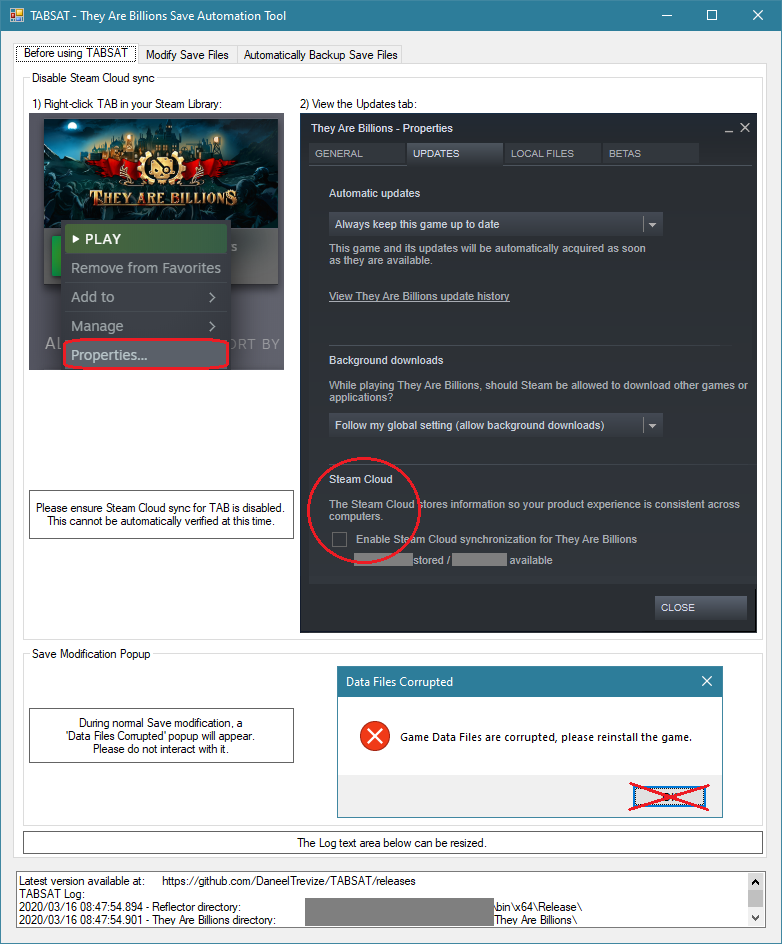 TABSAT - They Are Billions Save Automation Tool
Before using TABSAT
Modify Save Files
Automatically Backup Save Files
Disable Steam Cloud sync
1) Right-click TAB in your Steam Library:
THEY ARE BILLIONS
PLAY
Remove from Favorites
Add to
Manage
ORT BY
Properties...
Please ensure Steam Cloud sync for TAB is disabled.
This cannot be automatically verified at this time.
2) View the Updates tab:
They Are Billions - Properties
GENERAL
UPDATES
LOCAL FILES
BETAS
Automatic updates
Always keep this game up to date
This game and its updates will be automatically acquired as soon
as they are available.
View They Are Billions update history
Background downloads
While playing They Are Billions, should Steam be allowed to download other games or
applications?
Follow my global setting (allow background downloads)
Steam Cloud
The Steam Cloud stores information so your product experience is consistent across
computers.
Enable Steam Cloud synchronization for They Are Billions
stored / available
CLOSE
Save Modification Popup
During normal Save modification, a
'Data Files Corrupted' popup will appear.
Please do not interact with it.
Data Files Corrupted
Game Data Files are corrupted, please reinstall the game.
The Log text area below can be resized.
Latest version available at: https://github.com/DaneelTrevize/TABSAT/releases
TABSAT Log:
2020/03/16 08:47:54.894 - Reflector directory: \bin\x64\Release\
2020/03/16 08:47:54.901 - They Are Billions directory: They Are Billions\